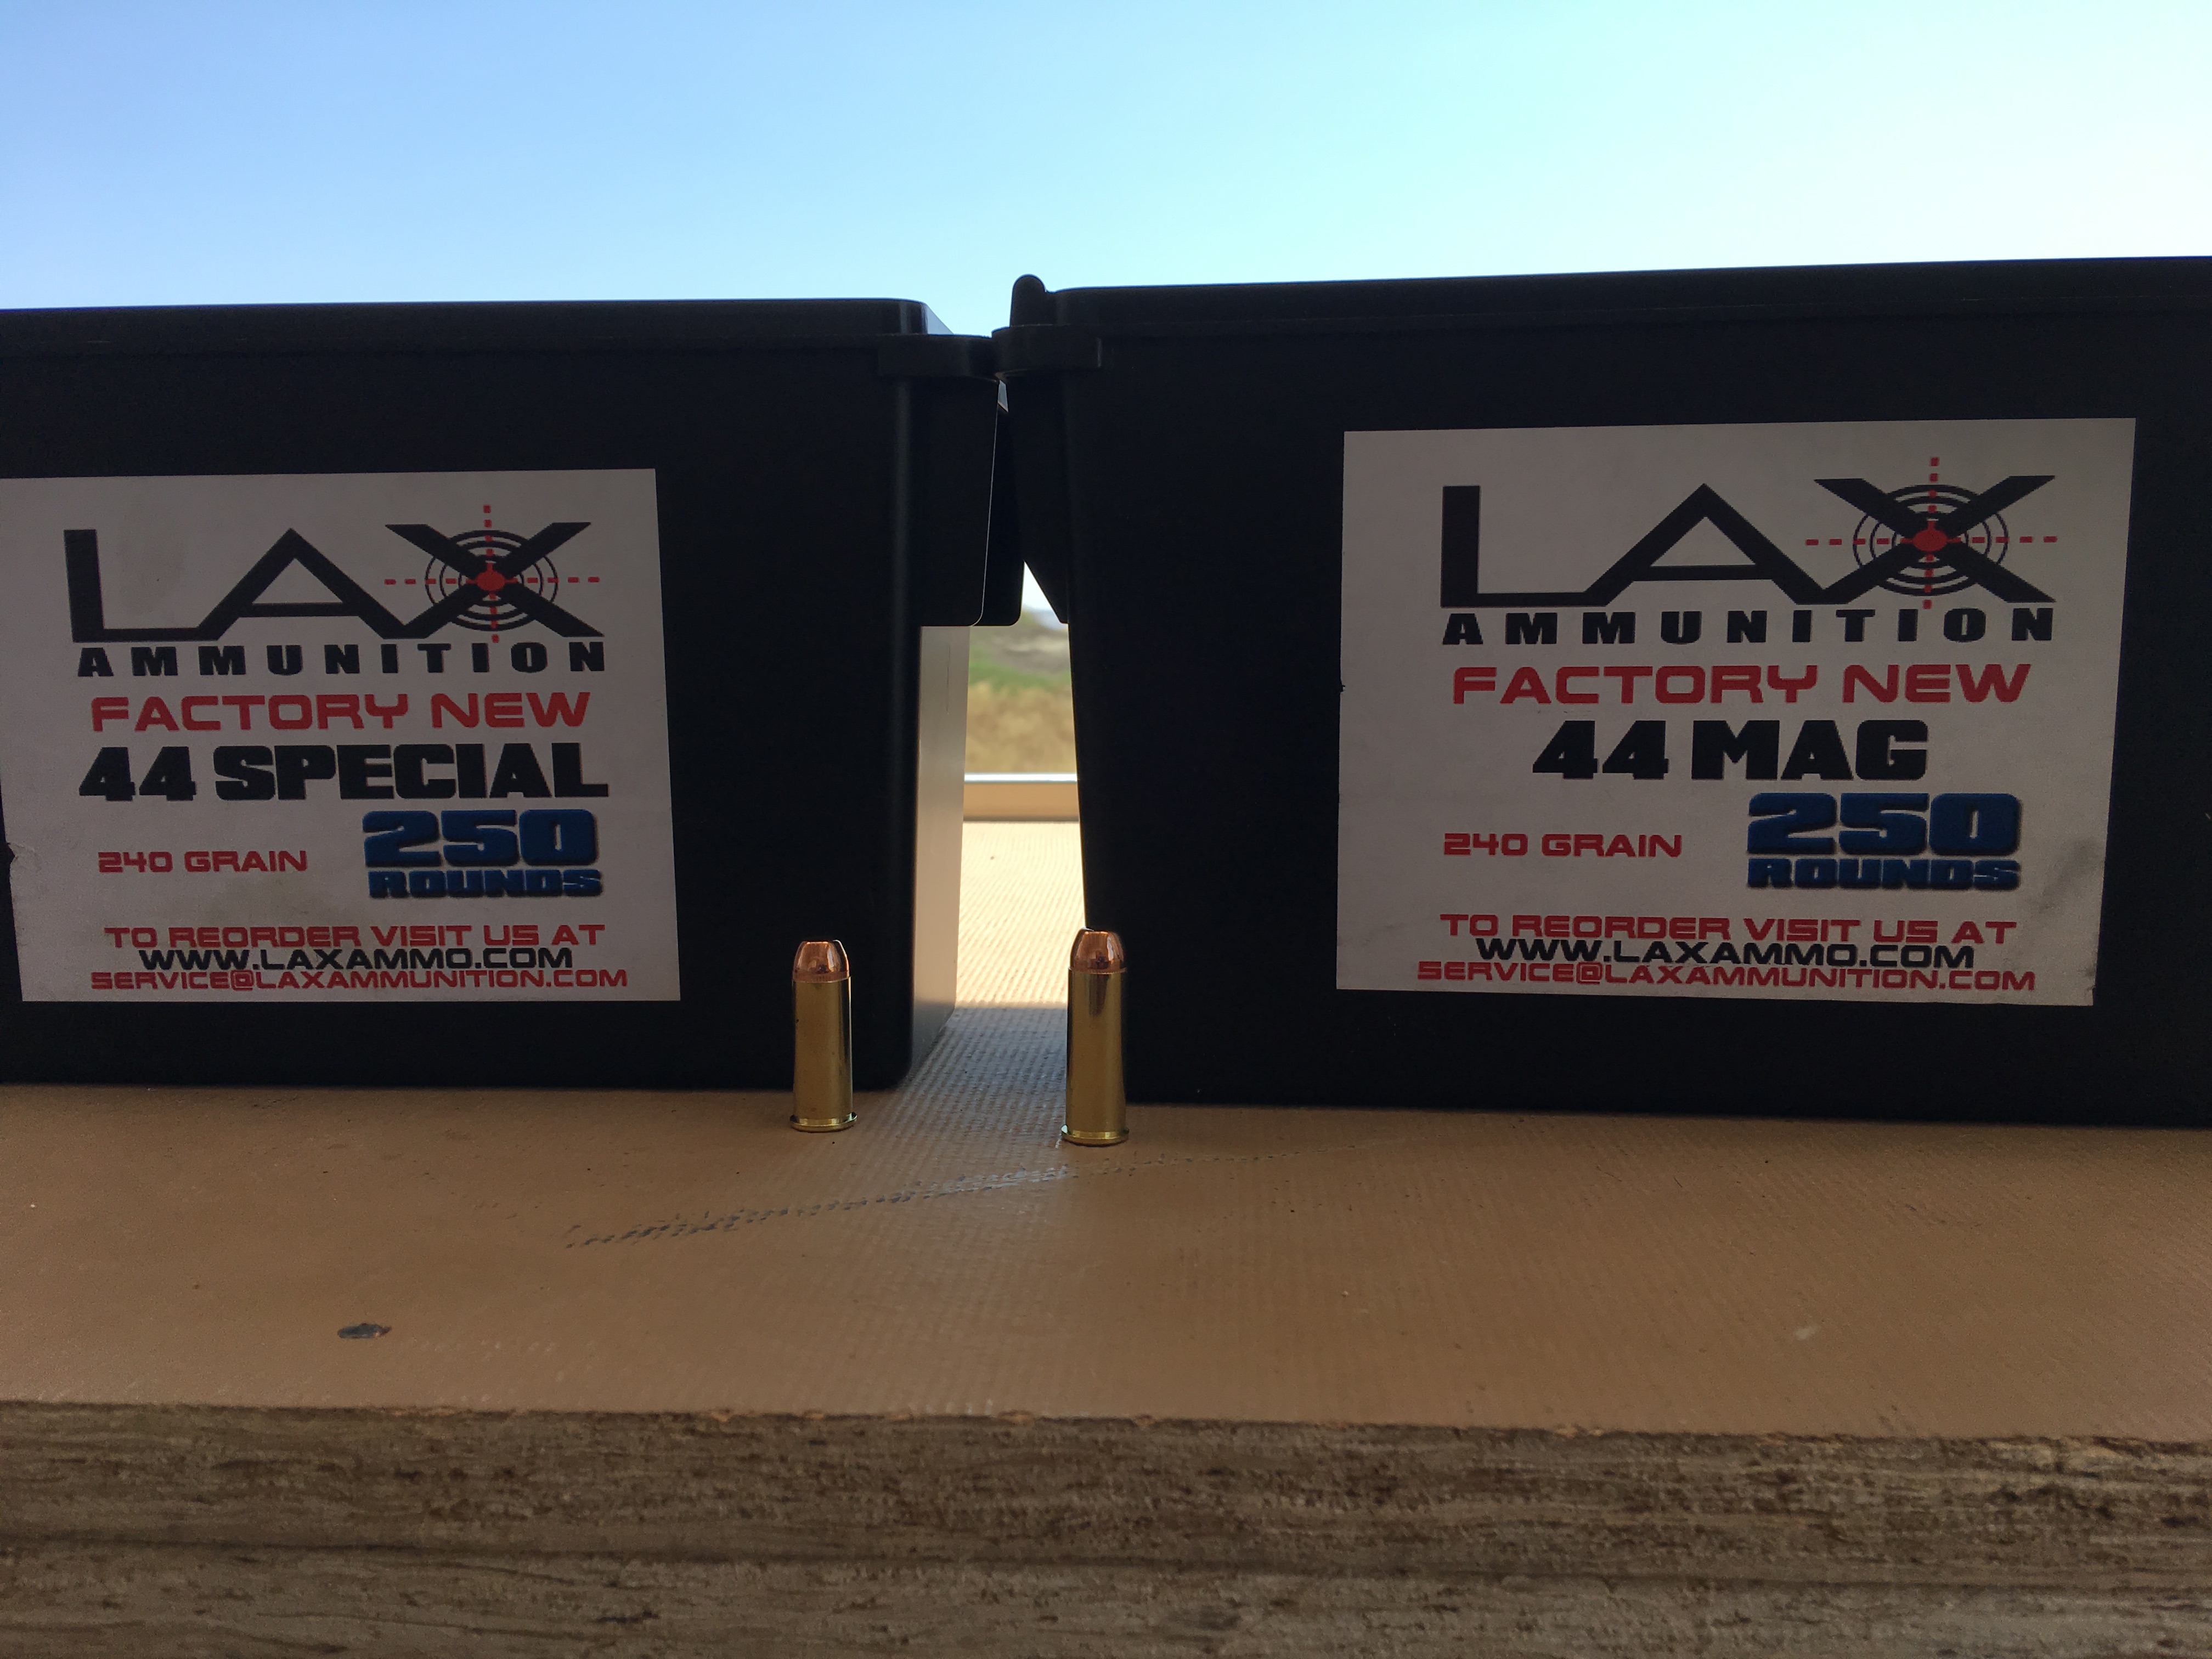 LAX
AMMUNITION
FACTORY NEW
44 SPECIAL
240 GRAIN
250
ROUNDS
TO REORDER VISIT US AT
WWW.LAXAMMO.COM
SERVICE@LAXAMMUNITION.COM
LAX
AMMUNITION
FACTORY NEW
44 MAG
240 GRAIN
250
ROUNDS
TO REORDER VISIT US AT
WWW.LAXAMMO.COM
SERVICE@LAXAMMUNITION.COM